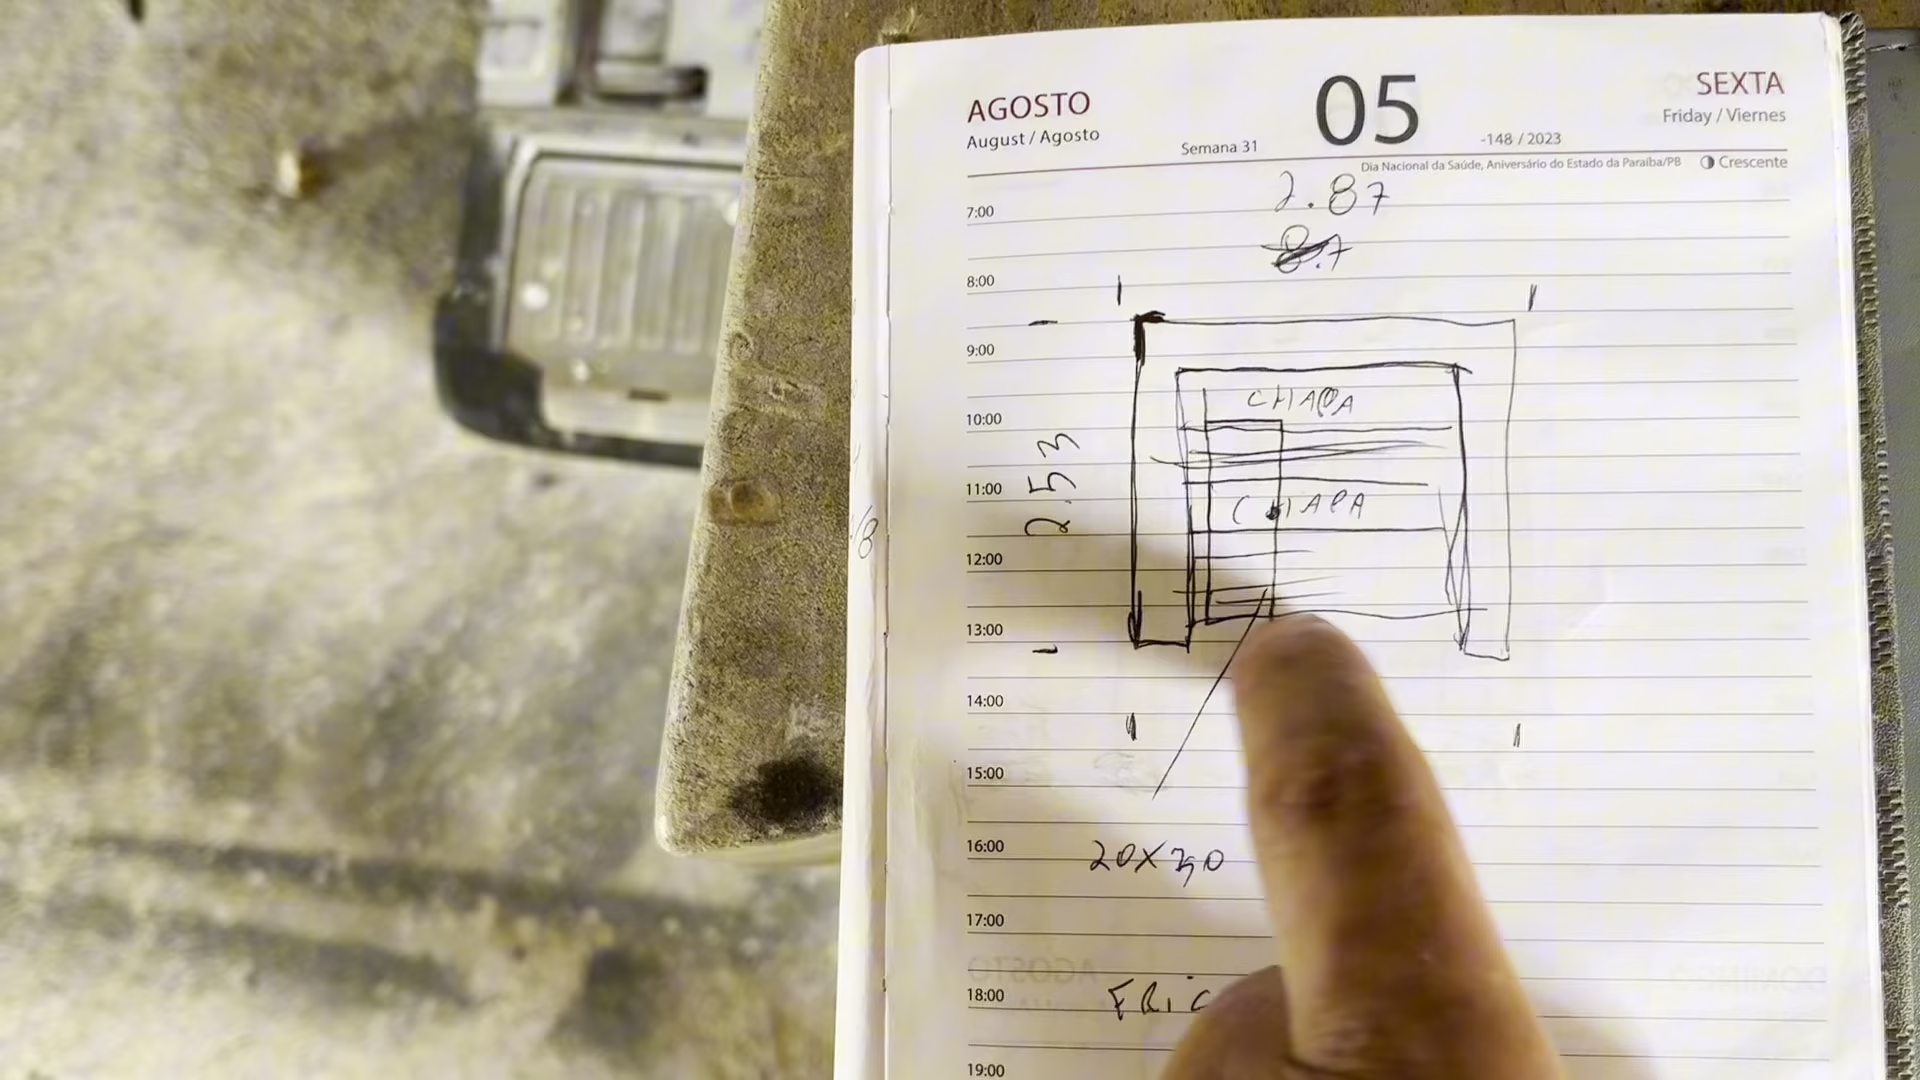 AGOSTO
August / Agosto
Semana 31
05
-148 / 2023
SEXTA
Friday / Viernes
Dia Nacional da Saúde, Aniversário do Estado da Paraíba/PB
Crescente
2.87
7:00
8:00
9:00
CHAPA
10:00
2.53
11:00
CHAPA
12:00
13:00
14:00
15:00
16:00
20X30
17:00
18:00
ERIC
19:00